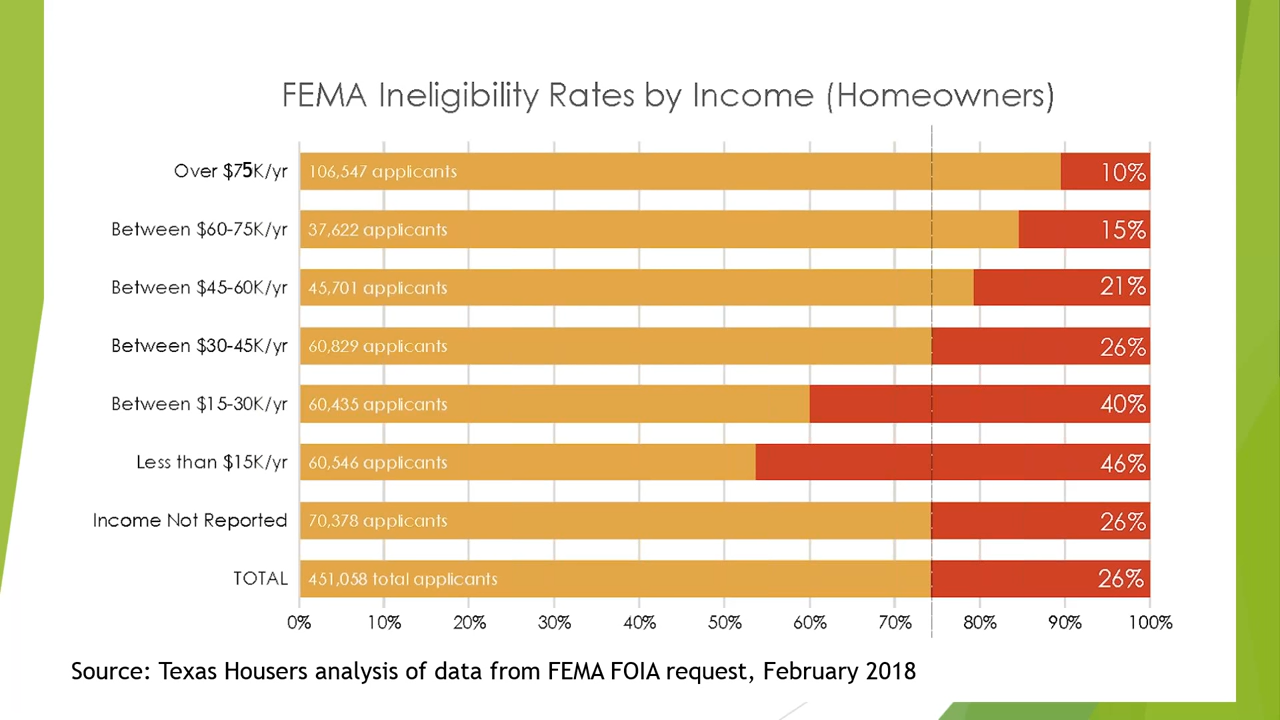 FEMA Ineligibility Rates by Income (Homeowners)
Over $75K/yr 106,547 applicants 10%
Between $60-75K/yr 37,622 applicants 15%
Between $45-60K/yr 45,701 applicants 21%
Between $30-45K/yr 60,829 applicants 26%
Between $15-30K/yr 60,435 applicants 40%
Less than $15K/yr 60,546 applicants 46%
Income Not Reported 70,378 applicants 26%
TOTAL 451,058 total applicants 26%
0% 10% 20% 30% 40% 50% 60% 70% 80% 90% 100%
Source: Texas Housers analysis of data from FEMA FOIA request, February 2018